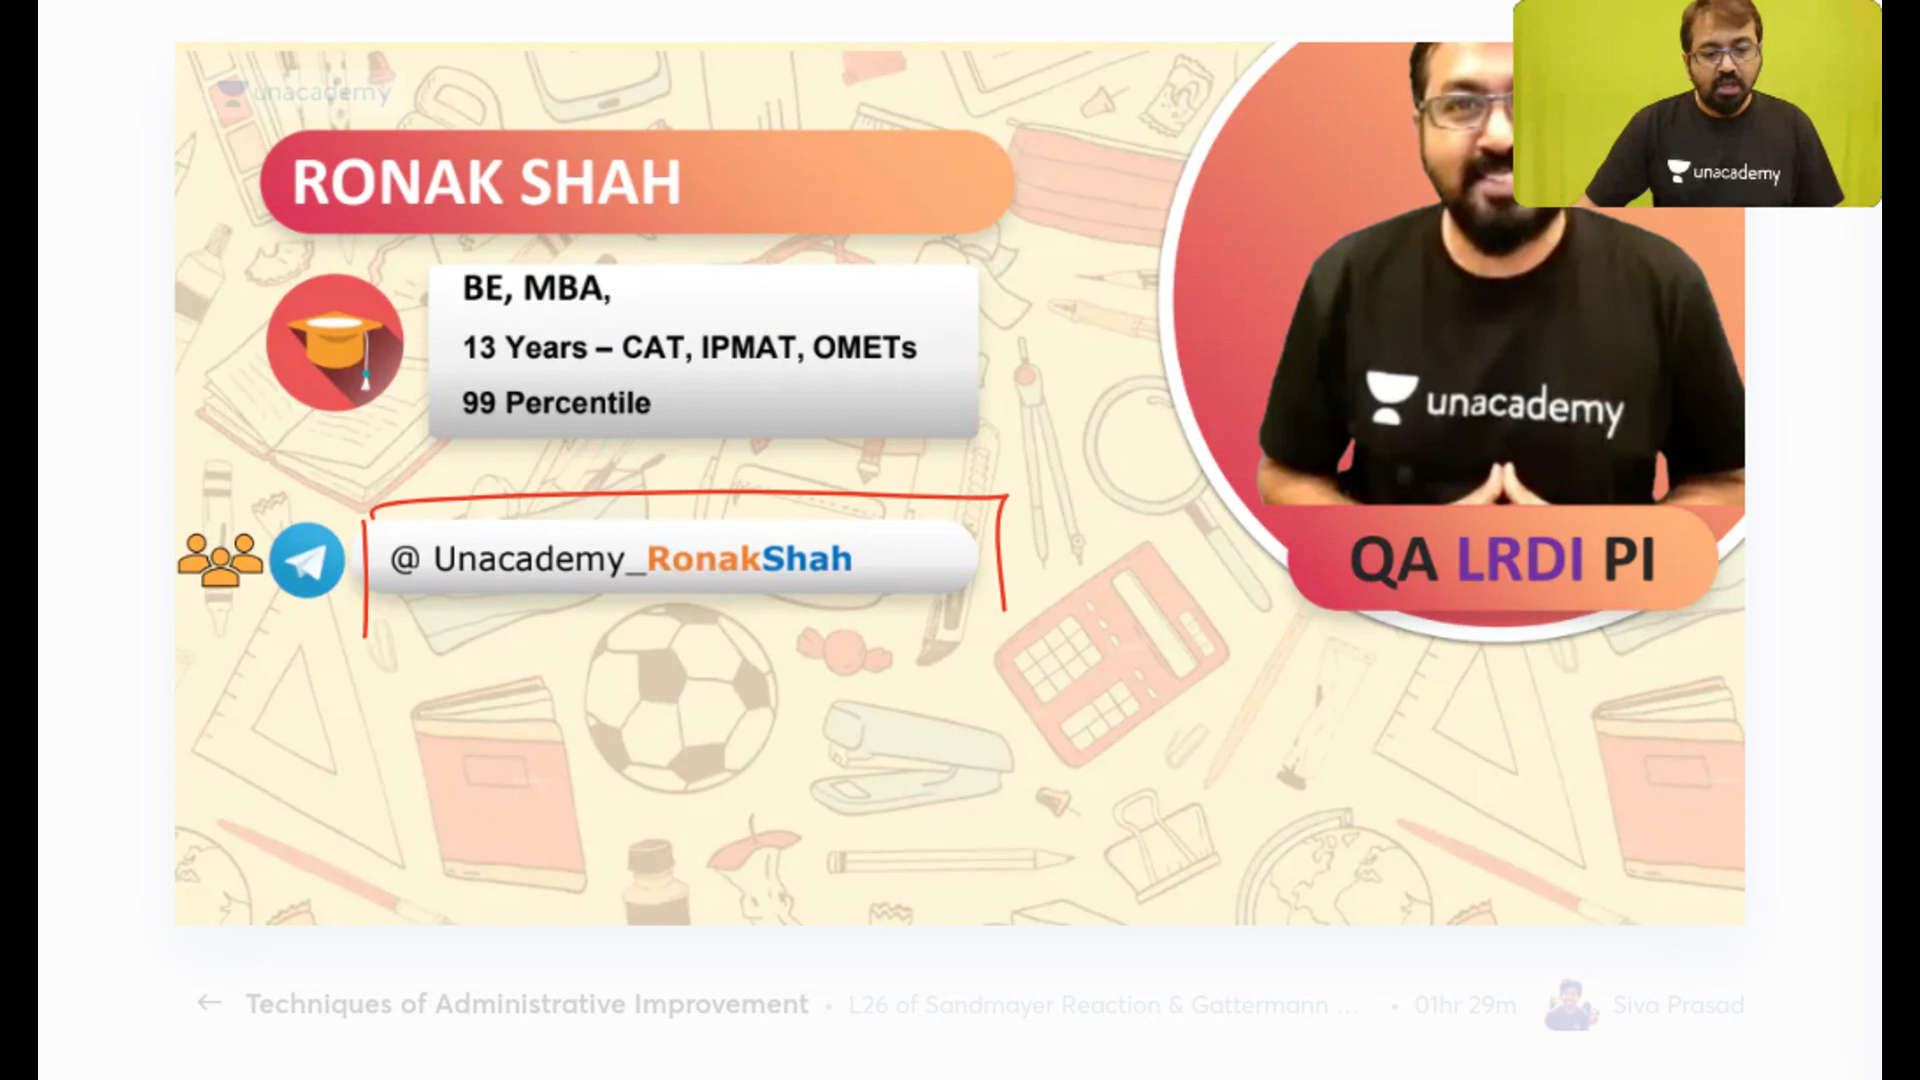 unacademy
RONAK SHAH
BE, MBA,
13 Years – CAT, IPMAT, OMETs
99 Percentile
@ Unacademy_RonakShah
unacademy
unacademy
QA LRDI PI
← Techniques of Administrative Improvement • L26 of Sandmayer Reaction & Gattermann ... • 01hr 29m Siva Prasad